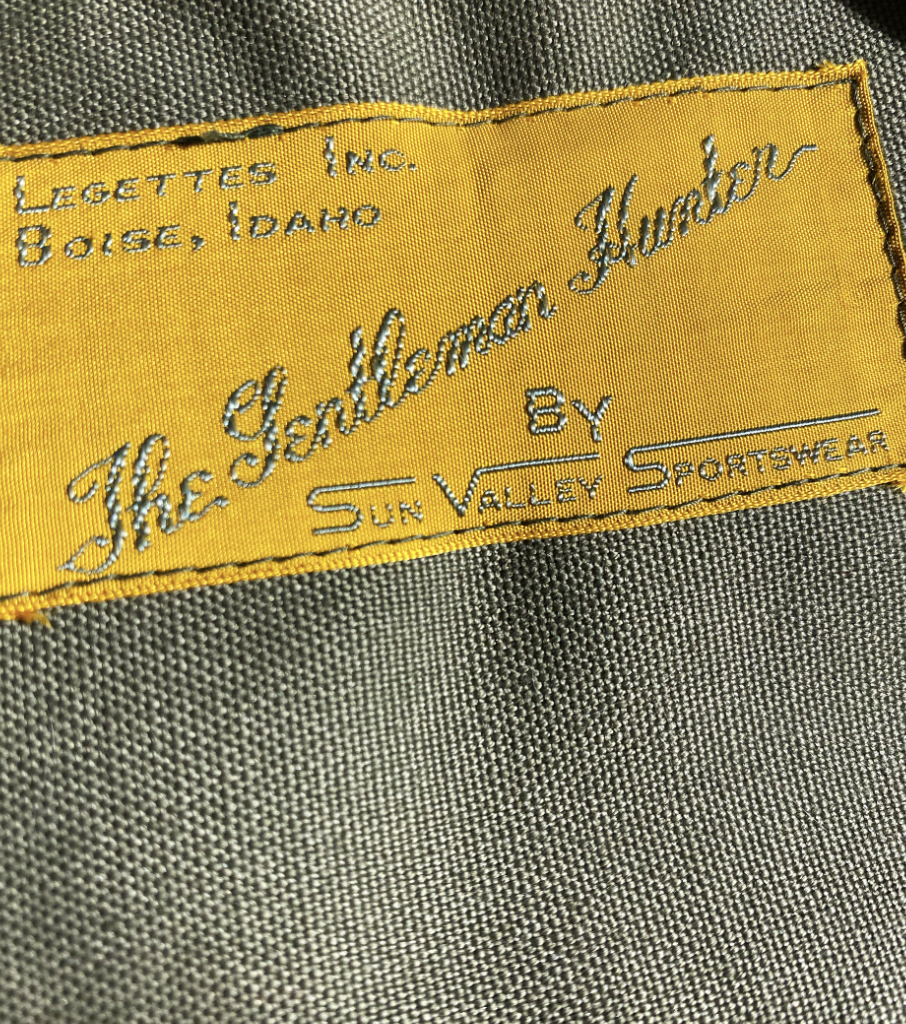 LEGETTES INC.
BOISE, IDAHO
The Gentleman Hunter
BY
SUN VALLEY SPORTSWEAR